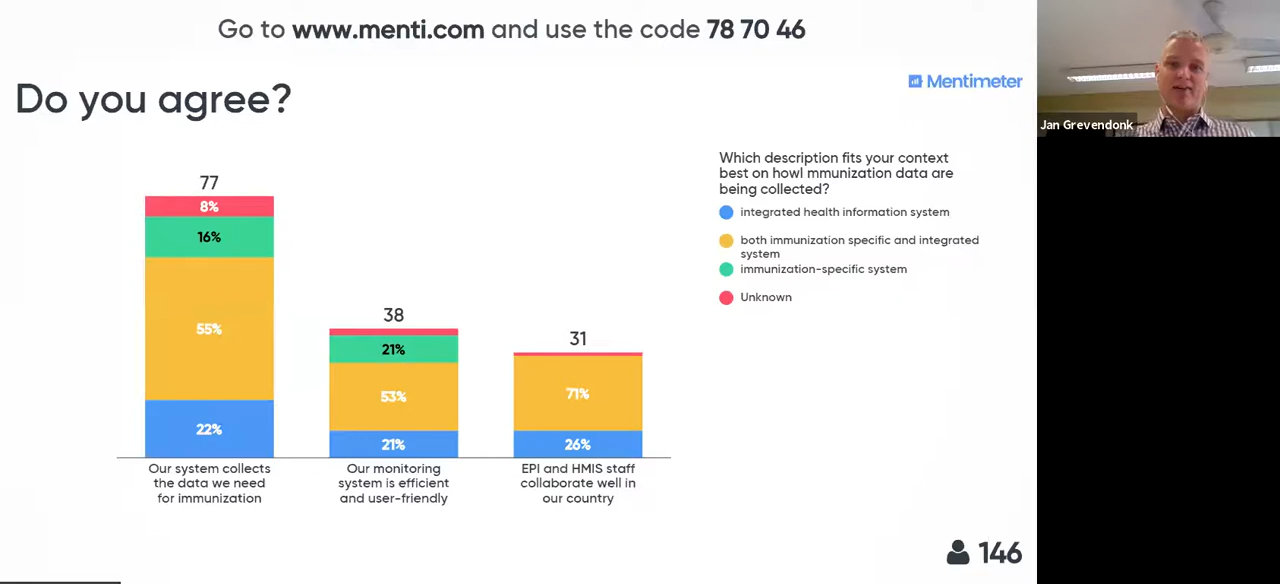 Go to www.menti.com and use the code 78 70 46
Mentimeter
Do you agree?
Jan Grevendonk
Which description fits your context
best on howI mmunization data are
being collected?
integrated health information system
both immunization specific and integrated
system
immunization-specific system
Unknown
77
8%
16%
55%
22%
38
21%
53%
21%
31
71%
26%
Our system collects
the data we need
for immunization
Our monitoring
system is efficient
and user-friendly
EPI and HMIS staff
collaborate well in
our country
146